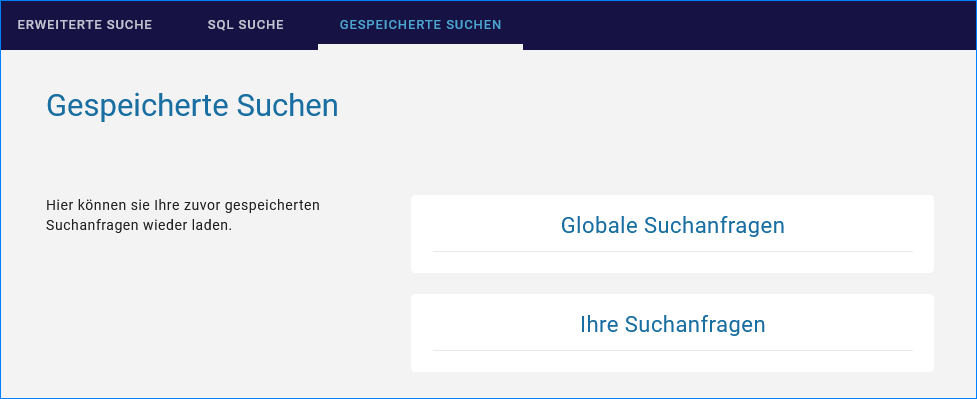 ERWEITERTE SUCHE
SQL SUCHE
GESPEICHERTE SUCHEN
Gespeicherte Suchen
Hier können sie Ihre zuvor gespeicherten
Suchanfragen wieder laden.
Globale Suchanfragen
Ihre Suchanfragen